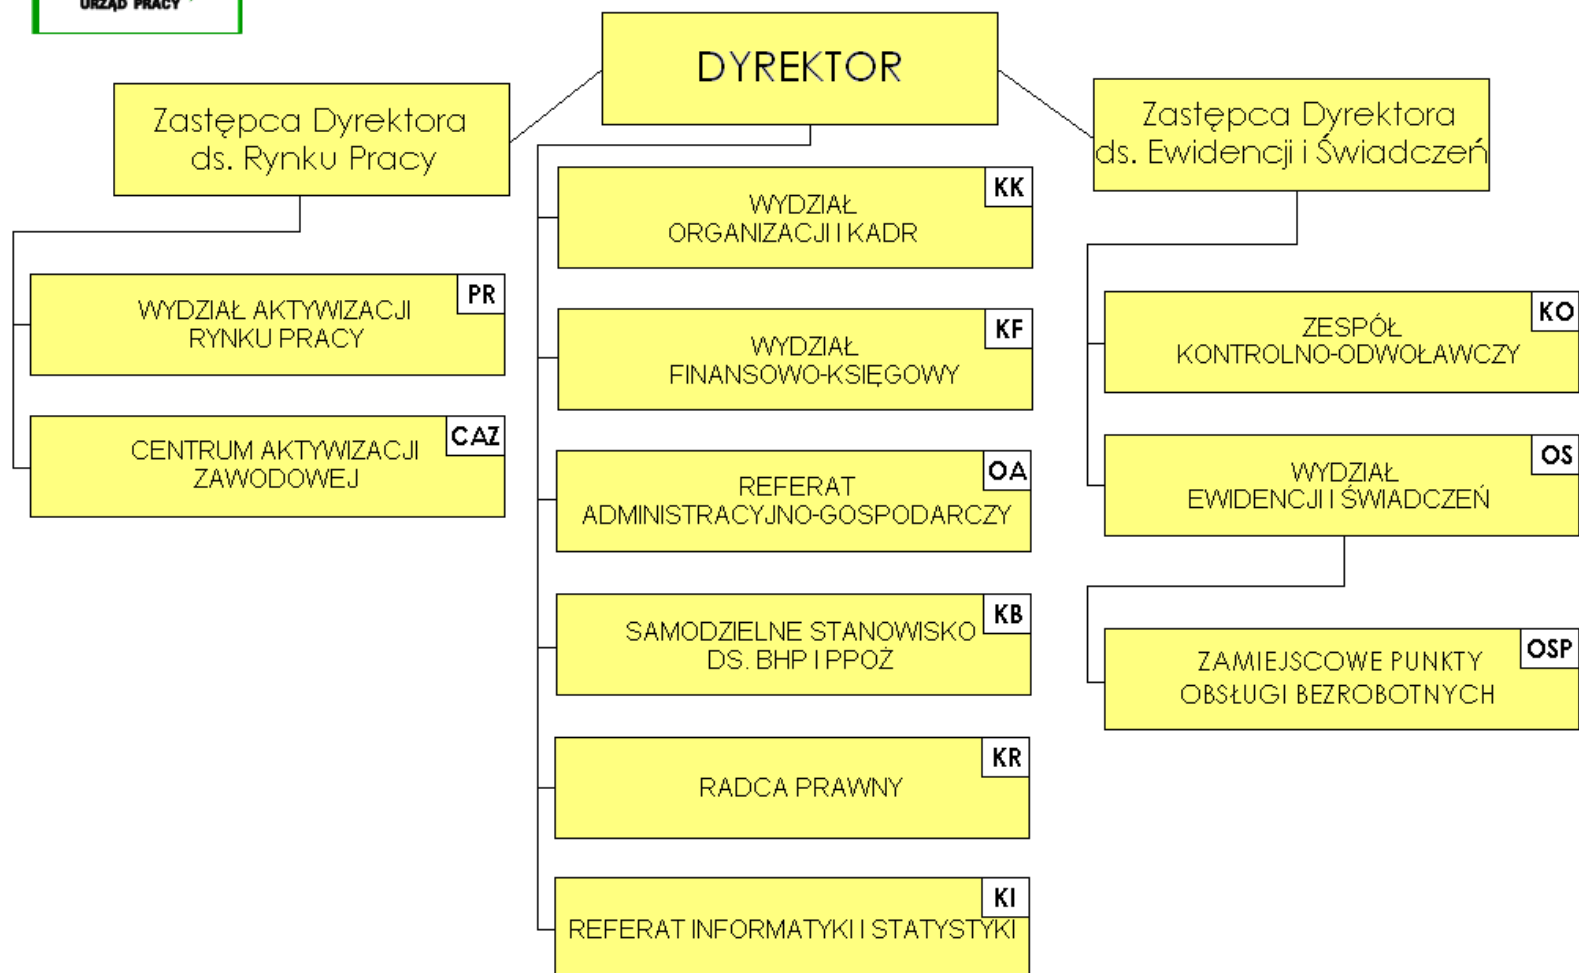 URZĄD PRACY
DYREKTOR
Zastępca Dyrektora
ds. Rynku Pracy
PR
WYDZIAŁ AKTYWIZACJI
RYNKU PRACY
CAZ
CENTRUM AKTYWIZACJI
ZAWODOWEJ
KK
WYDZIAŁ
ORGANIZACJI I KADR
KF
WYDZIAŁ
FINANSOWO-KSIĘGOWY
OA
REFERAT
ADMINISTRACYJNO-GOSPODARCZY
KB
SAMODZIELNE STANOWISKO
DS. BHP I PPOŻ
KR
RADCA PRAWNY
KI
REFERAT INFORMATYKI I STATYSTYKI
Zastępca Dyrektora
ds. Ewidencji i Świadczeń
KO
ZESPÓŁ
KONTROLNO-ODWOŁAWCZY
OS
WYDZIAŁ
EWIDENCJI I ŚWIADCZEŃ
OSP
ZAMIEJSCOWE PUNKTY
OBSŁUGI BEZROBOTNYCH